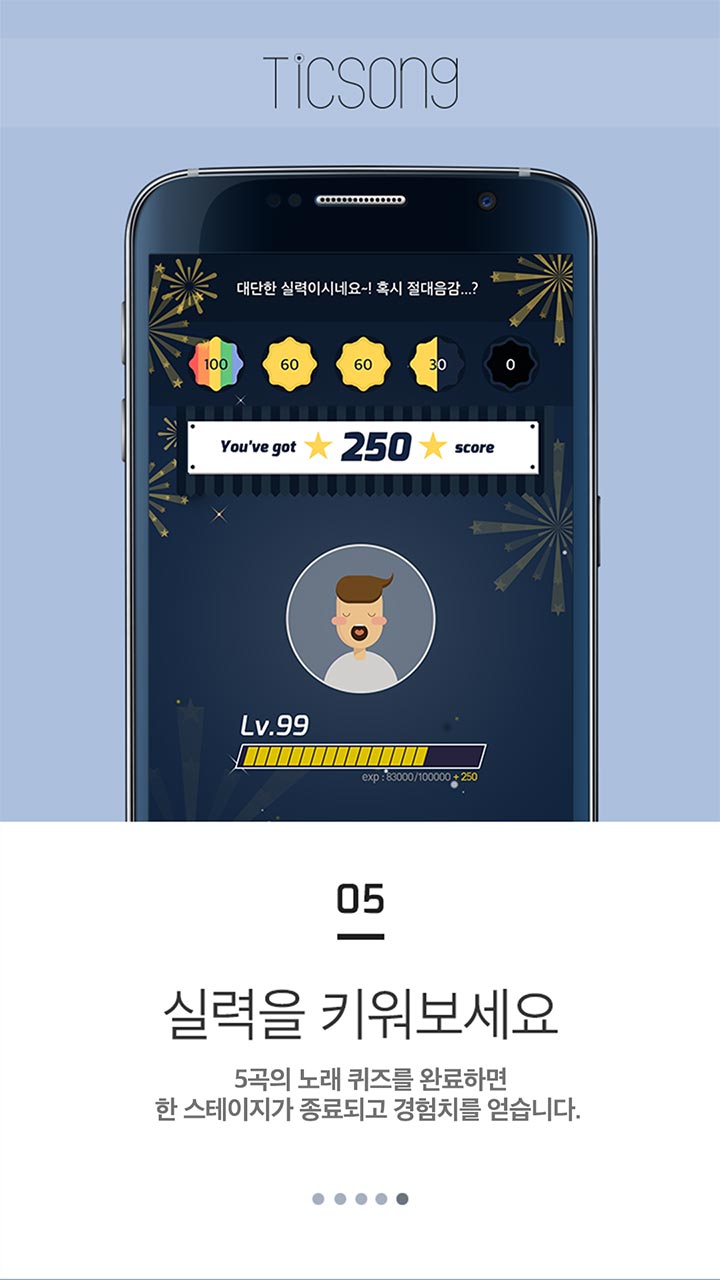 Ticsong
대단한 실력이시네요~! 혹시 절대음감...?
100 60 60 30 0
You've got 250 score
Lv.99
exp : 83000/100000 + 250
05
실력을 키워보세요
5곡의 노래 퀴즈를 완료하면
한 스테이지가 종료되고 경험치를 얻습니다.